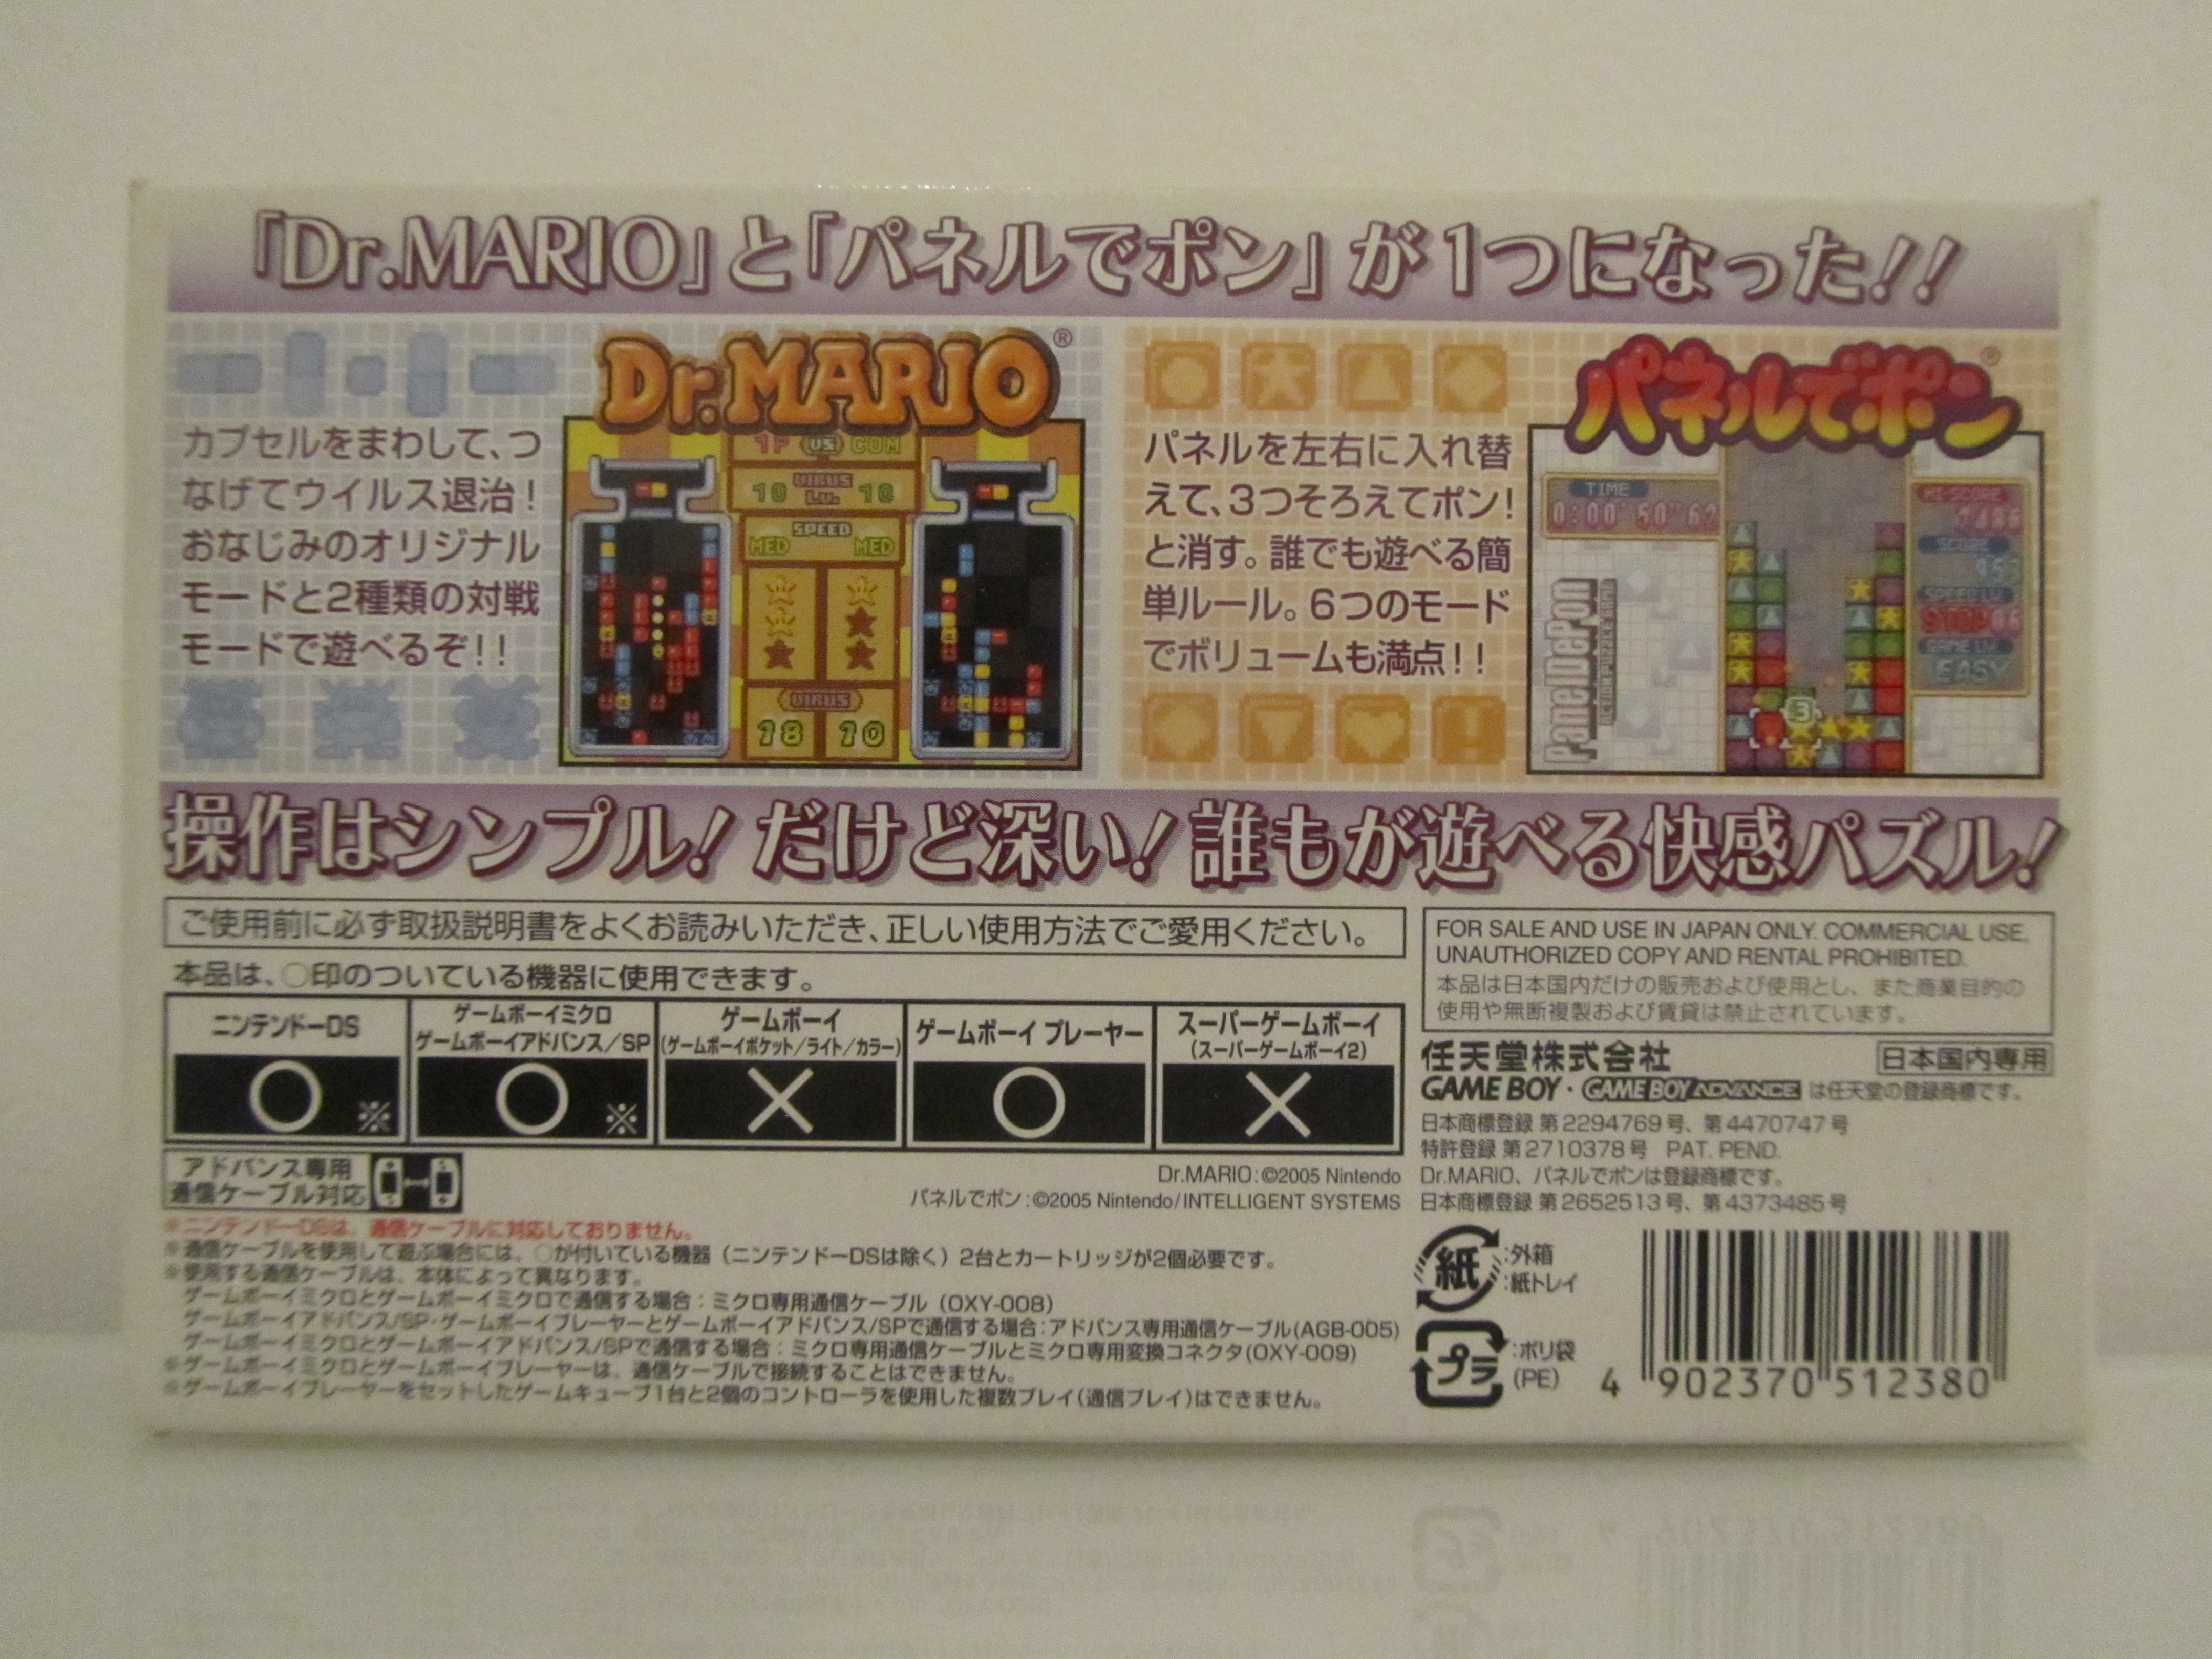 「Dr.MARIO」と「パネルでポン」が1つになった!!
Dr.MARIO®
カプセルをまわして、つ
なげてウイルス退治!
おなじみのオリジナル
モードと2種類の対戦
モードで遊べるぞ!!
1P VS COM
10 VIRUS LV. 10
SPEED
MED MED
VIRUS
18 10
パネルでポン®
パネルを左右に入れ替
えて、3つそろえてポン!
と消す。誰でも遊べる簡
単ルール。6つのモード
でボリュームも満点!!
TIME
0:00'50"67
PanelDePon
HI-SCORE
SCORE
SPEED LV.
STOP
GAME LV.
EASY
操作はシンプル! だけど深い! 誰もが遊べる快感パズル!
ご使用前に必ず取扱説明書をよくお読みいただき、正しい使用方法でご愛用ください。
本品は、○印のついている機器に使用できます。
ニンテンドーDS
○※
ゲームボーイミクロ
ゲームボーイアドバンス/SP
○※
ゲームボーイ
(ゲームボーイポケット/ライト/カラー)
×
ゲームボーイ プレーヤー
○
スーパーゲームボーイ
(スーパーゲームボーイ2)
×
アドバンス専用
通信ケーブル対応
Dr.MARIO:©2005 Nintendo
パネルでポン:©2005 Nintendo/INTELLIGENT SYSTEMS
※ニンテンドーDSは、通信ケーブルに対応しておりません。
※通信ケーブルを使用して遊ぶ場合には、○が付いている機器(ニンテンドーDSは除く)2台とカートリッジが2個必要です。
※使用する通信ケーブルは、本体によって異なります。
ゲームボーイミクロとゲームボーイミクロで通信する場合:ミクロ専用通信ケーブル(OXY-008)
ゲームボーイアドバンス/SP・ゲームボーイプレーヤーとゲームボーイアドバンス/SPで通信する場合:アドバンス専用通信ケーブル(AGB-005)
ゲームボーイミクロとゲームボーイアドバンス/SPで通信する場合:ミクロ専用通信ケーブルとミクロ専用変換コネクタ(OXY-009)
※ゲームボーイミクロとゲームボーイプレーヤーは、通信ケーブルで接続することはできません。
※ゲームボーイプレーヤーをセットしたゲームキューブ1台と2個のコントローラを使用した複数プレイ(通信プレイ)はできません。
FOR SALE AND USE IN JAPAN ONLY. COMMERCIAL USE,
UNAUTHORIZED COPY AND RENTAL PROHIBITED.
本品は日本国内だけの販売および使用とし、また商業目的の
使用や無断複製および賃貸は禁止されています。
任天堂株式会社 日本国内専用
GAME BOY・GAME BOY ADVANCE は任天堂の登録商標です。
日本商標登録 第2294769号、第4470747号
特許登録 第2710378号 PAT. PEND.
Dr.MARIO、パネルでポンは登録商標です。
日本商標登録 第2652513号、第4373485号
紙 :外箱
:紙トレイ
プラ :ポリ袋
(PE)
4 902370 512380